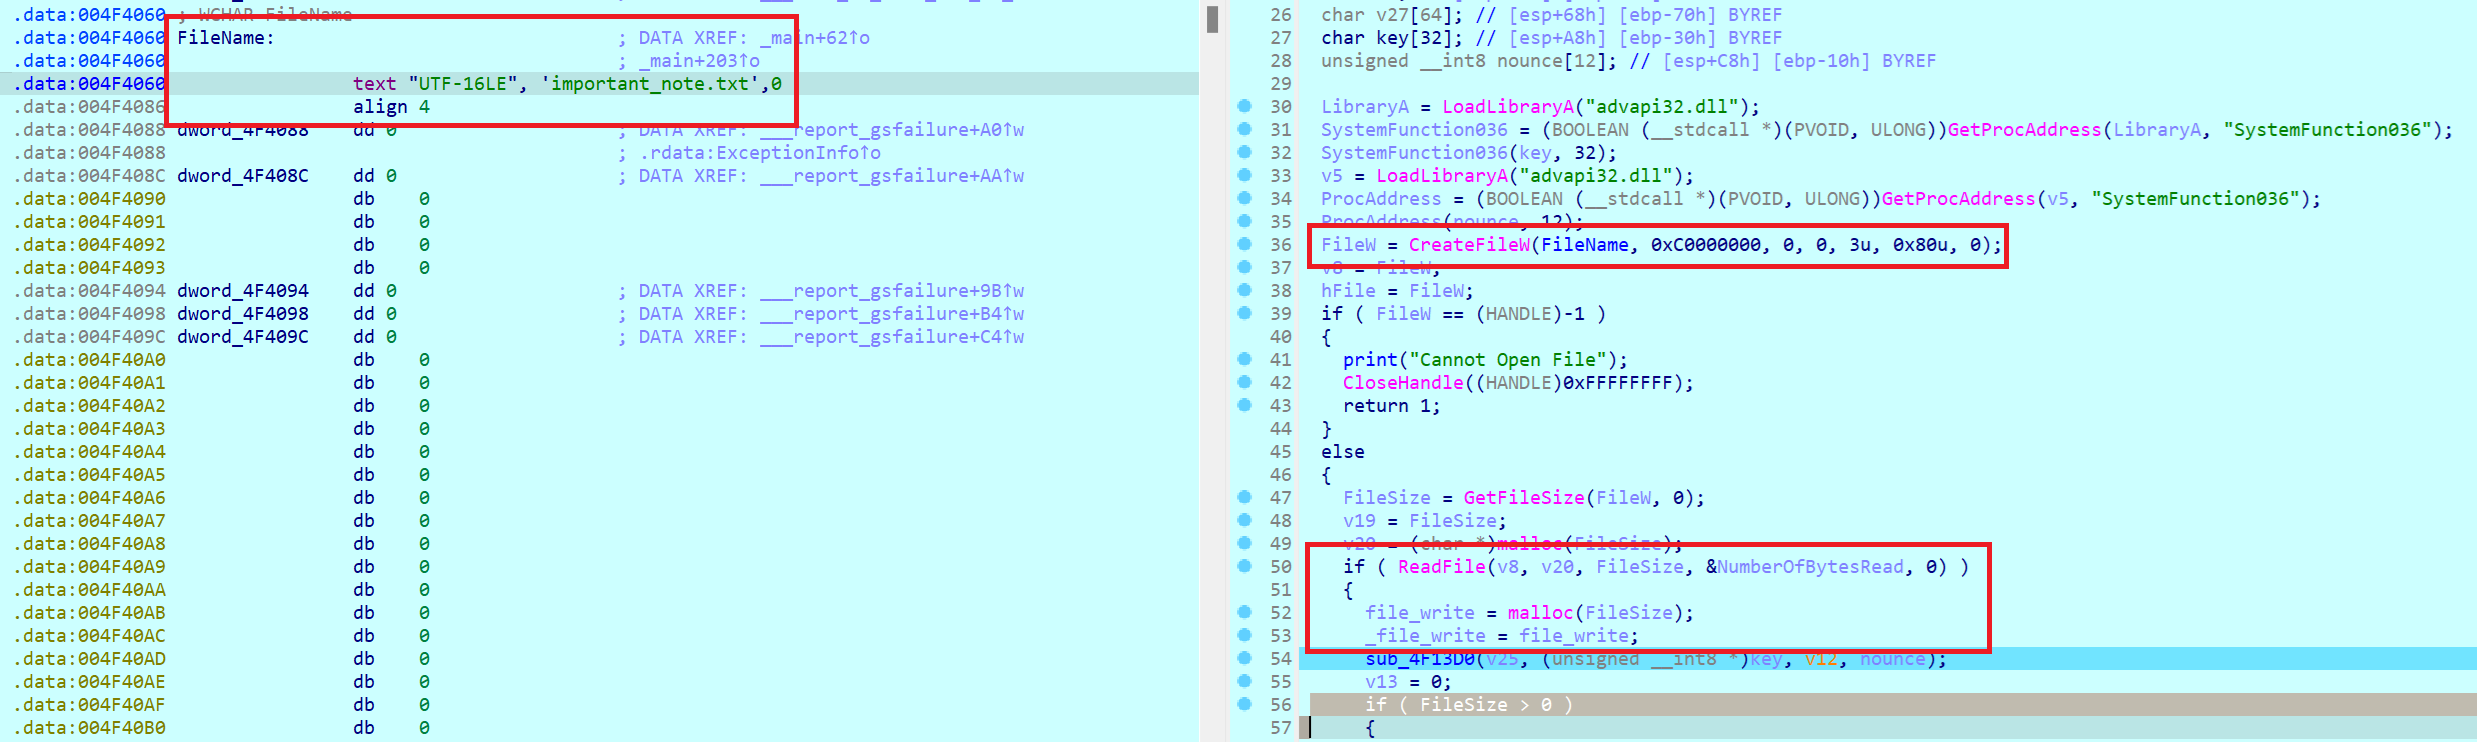 .data:004F4060 ; WCHAR FileName
.data:004F4060 FileName: ; DATA XREF: _main+62↑o
.data:004F4060 ; _main+203↑o
.data:004F4060 text "UTF-16LE", 'important_note.txt',0
.data:004F4086 align 4
.data:004F4088 dword_4F4088 dd 0 ; DATA XREF: ___report_gsfailure+A0↑w
.data:004F4088 ; .rdata:ExceptionInfo↑o
.data:004F408C dword_4F408C dd 0 ; DATA XREF: ___report_gsfailure+AA↑w
.data:004F4090 db 0
.data:004F4091 db 0
.data:004F4092 db 0
.data:004F4093 db 0
.data:004F4094 dword_4F4094 dd 0 ; DATA XREF: ___report_gsfailure+9B↑w
.data:004F4098 dword_4F4098 dd 0 ; DATA XREF: ___report_gsfailure+B4↑w
.data:004F409C dword_4F409C dd 0 ; DATA XREF: ___report_gsfailure+C4↑w
.data:004F40A0 db 0
.data:004F40A1 db 0
.data:004F40A2 db 0
.data:004F40A3 db 0
.data:004F40A4 db 0
.data:004F40A5 db 0
.data:004F40A6 db 0
.data:004F40A7 db 0
.data:004F40A8 db 0
.data:004F40A9 db 0
.data:004F40AA db 0
.data:004F40AB db 0
.data:004F40AC db 0
.data:004F40AD db 0
.data:004F40AE db 0
.data:004F40AF db 0
.data:004F40B0 db 0
26 char v27[64]; // [esp+68h] [ebp-70h] BYREF
27 char key[32]; // [esp+A8h] [ebp-30h] BYREF
28 unsigned __int8 nounce[12]; // [esp+C8h] [ebp-10h] BYREF
29
30 LibraryA = LoadLibraryA("advapi32.dll");
31 SystemFunction036 = (BOOLEAN (__stdcall *)(PVOID, ULONG))GetProcAddress(LibraryA, "SystemFunction036");
32 SystemFunction036(key, 32);
33 v5 = LoadLibraryA("advapi32.dll");
34 ProcAddress = (BOOLEAN (__stdcall *)(PVOID, ULONG))GetProcAddress(v5, "SystemFunction036");
35 ProcAddress(nounce, 12);
36 FileW = CreateFileW(FileName, 0xC0000000, 0, 0, 3u, 0x80u, 0);
37 v8 = FileW;
38 hFile = FileW;
39 if ( FileW == (HANDLE)-1 )
40 {
41 print("Cannot Open File");
42 CloseHandle((HANDLE)0xFFFFFFFF);
43 return 1;
44 }
45 else
46 {
47 FileSize = GetFileSize(FileW, 0);
48 v19 = FileSize;
49 v20 = (char *)malloc(FileSize);
50 if ( ReadFile(v8, v20, FileSize, &NumberOfBytesRead, 0) )
51 {
52 file_write = malloc(FileSize);
53 _file_write = file_write;
54 sub_4F13D0(v25, (unsigned __int8 *)key, v12, nounce);
55 v13 = 0;
56 if ( FileSize > 0 )
57 {